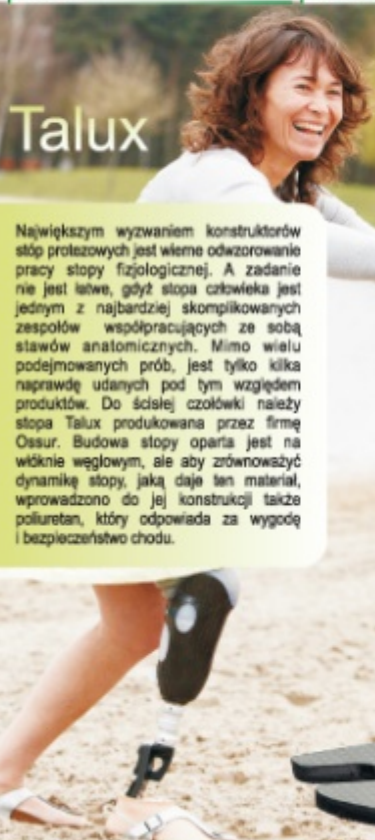 Talux
Największym wyzwaniem konstruktorów
stóp protezowych jest wierne odwzorowanie
pracy stopy fizjologicznej. A zadanie
nie jest łatwe, gdyż stopa człowieka jest
jednym z najbardziej skomplikowanych
zespołów współpracujących ze sobą
stawów anatomicznych. Mimo wielu
podejmowanych prób, jest tylko kilka
naprawdę udanych pod tym względem
produktów. Do ścisłej czołówki należy
stopa Talux produkowana przez firmę
Ossur. Budowa stopy oparta jest na
włóknie węglowym, ale aby zrównoważyć
dynamikę stopy, jaką daje ten materiał,
wprowadzono do jej konstrukcji także
poliuretan, który odpowiada za wygodę
i bezpieczeństwo chodu.